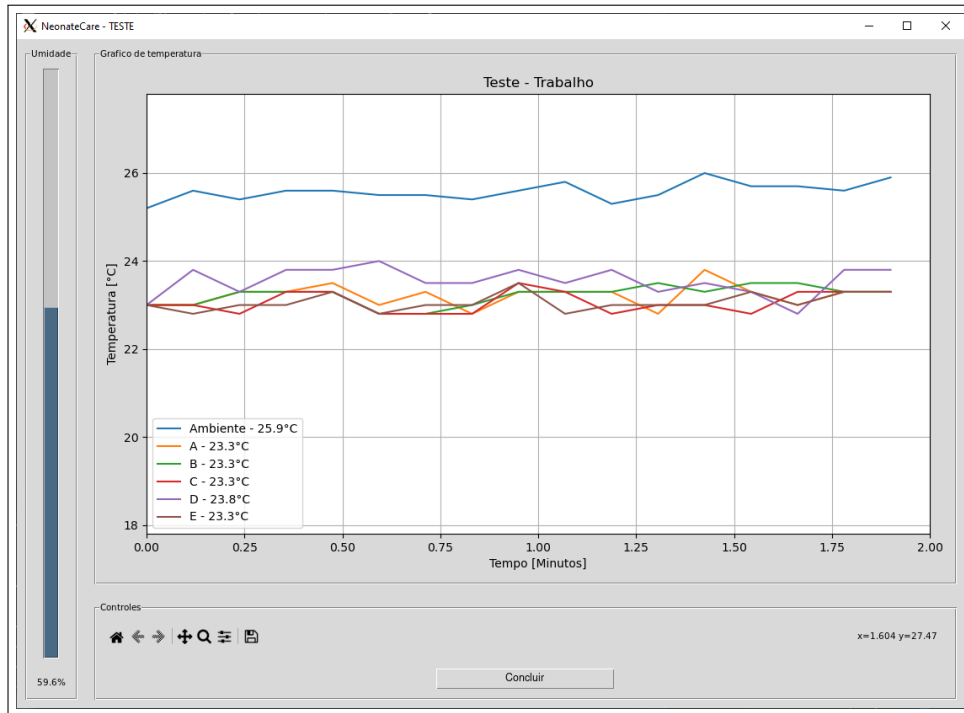 NeonateCare - TESTE
Umidade
Grafico de temperatura
Teste - Trabalho
26
24
22
20
18
Temperatura [°C]
Ambiente - 25.9°C
A - 23.3°C
B - 23.3°C
C - 23.3°C
D - 23.8°C
E - 23.3°C
0.00 0.25 0.50 0.75 1.00 1.25 1.50 1.75 2.00
Tempo [Minutos]
Controles
x=1.604 y=27.47
Concluir
59.6%